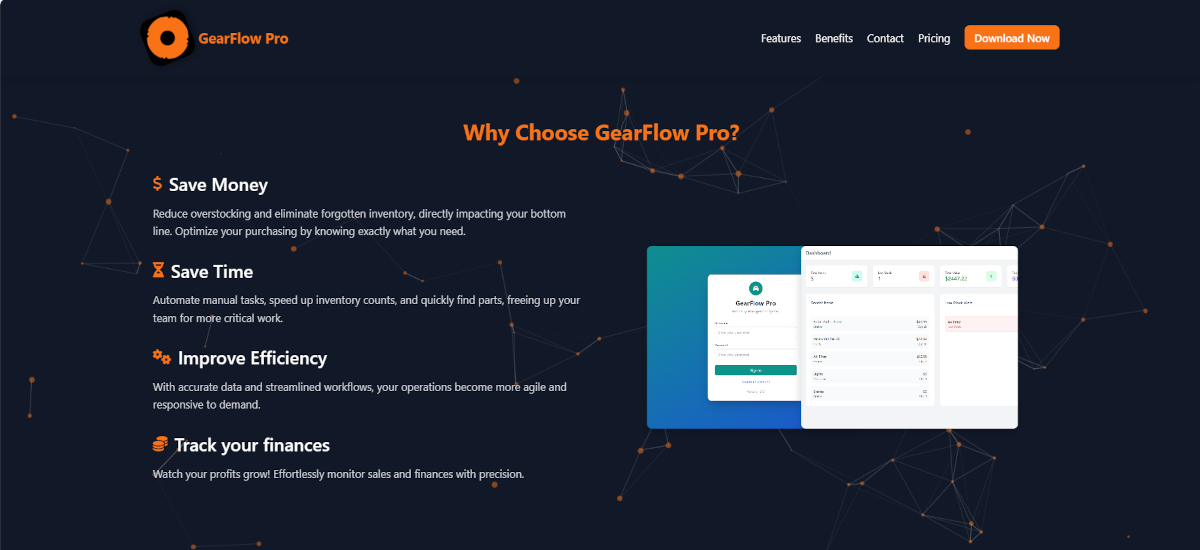 GearFlow Pro
Features
Benefits
Contact
Pricing
Download Now
Why Choose GearFlow Pro?
Save Money
Reduce overstocking and eliminate forgotten inventory, directly impacting your bottom
line. Optimize your purchasing by knowing exactly what you need.
Save Time
Automate manual tasks, speed up inventory counts, and quickly find parts, freeing up your
team for more critical work.
Improve Efficiency
With accurate data and streamlined workflows, your operations become more agile and
responsive to demand.
Track your finances
Watch your profits grow! Effortlessly monitor sales and finances with precision.
GearFlow Pro
Sign In
Dashboard
$2447.22